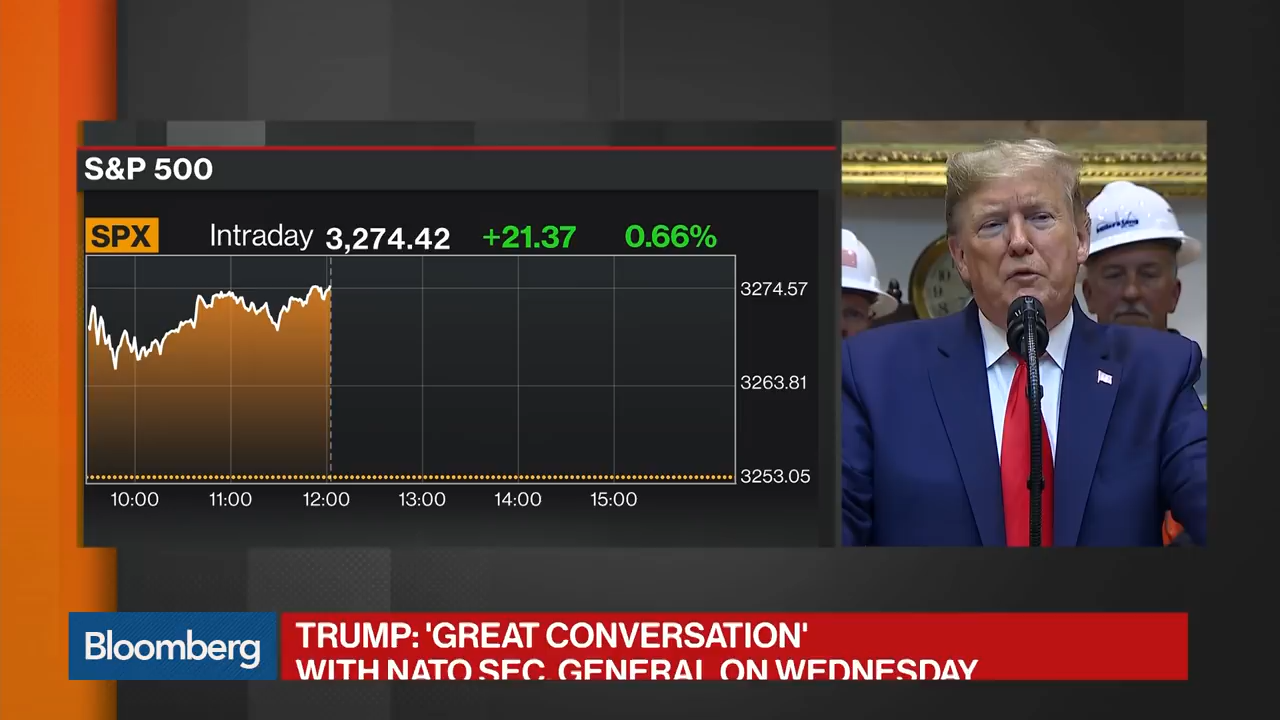 S&P 500
SPX Intraday 3,274.42 +21.37 0.66%
3274.57
3263.81
3253.05
10:00 11:00 12:00 13:00 14:00 15:00
Bloomberg
TRUMP: 'GREAT CONVERSATION'
WITH NATO SEC. GENERAL ON WEDNESDAY